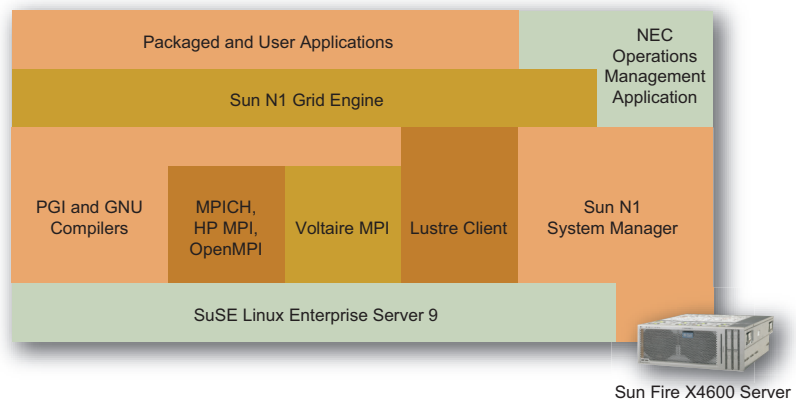 Packaged and User Applications
NEC
Operations
Management
Application
Sun N1 Grid Engine
PGI and GNU
Compilers
MPICH,
HP MPI,
OpenMPI
Voltaire MPI
Lustre Client
Sun N1
System Manager
SuSE Linux Enterprise Server 9
Sun Fire X4600 Server